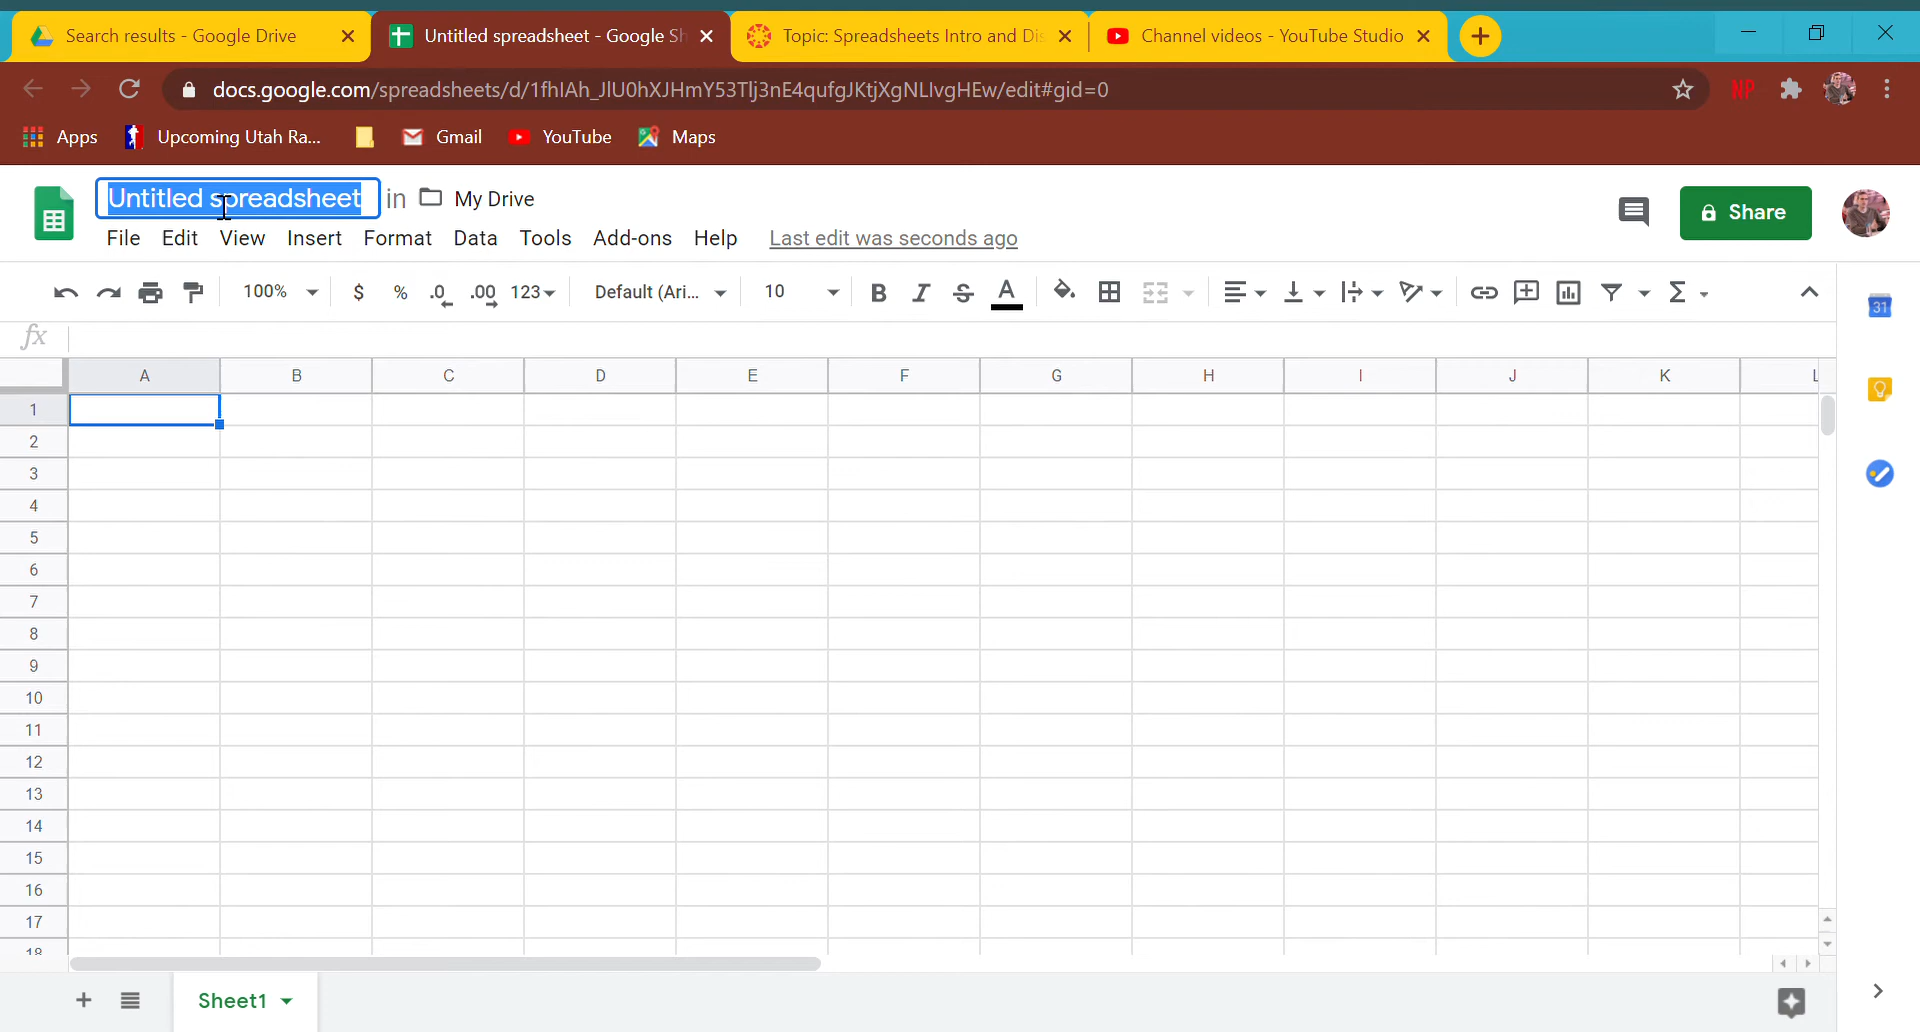 Search results - Google Drive
Untitled spreadsheet - Google Sh
Topic: Spreadsheets Intro and Dis
Channel videos - YouTube Studio
docs.google.com/spreadsheets/d/1fhIAh_JlU0hXJHmY53Tlj3nE4qufgJKtjXgNLIvgHEw/edit#gid=0
NP
Apps
Upcoming Utah Ra...
Gmail
YouTube
Maps
Untitled spreadsheet in My Drive
Share
File Edit View Insert Format Data Tools Add-ons Help Last edit was seconds ago
100% $ % .0 .00 123 Default (Ari... 10 B I S A Σ
31
fx
A B C D E F G H I J K L
1
2
3
4
5
6
7
8
9
10
11
12
13
14
15
16
17
18
+ Sheet1